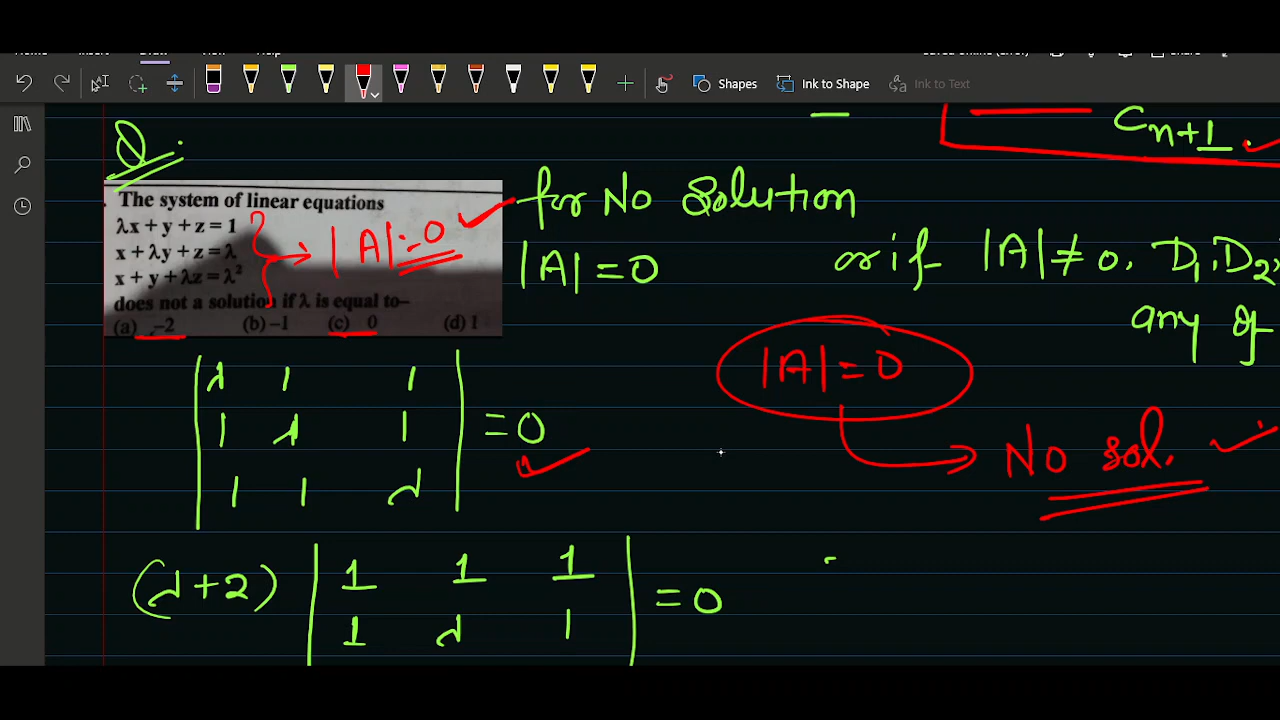 Shapes
Ink to Shape
Ink to Text
Q.
C n+1
The system of linear equations
λx + y + z = 1
x + λy + z = λ
x + y + λz = λ²
does not a solution if λ is equal to–
(a) –2 (b) –1 (c) 0 (d) 1
|A| = 0
for No Solution
|A| = 0
or if |A| ≠ 0, D1, D2,
any of
λ 1 1
1 λ 1 = 0
1 1 λ
|A| = 0
No sol.
(λ+2) 1 1 1 = 0
1 λ 1